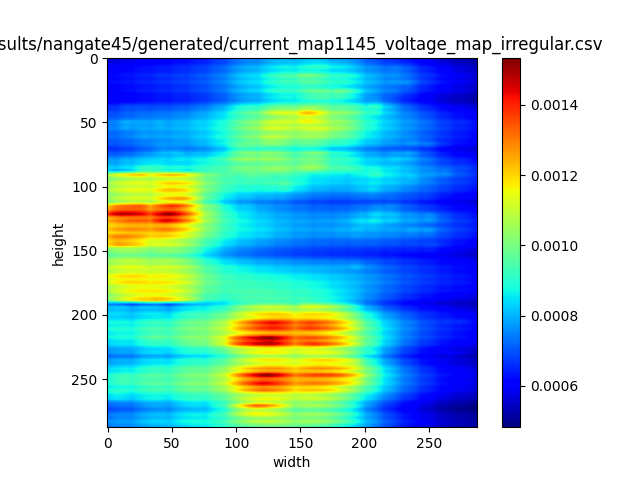 sults/nangate45/generated/current_map1145_voltage_map_irregular.csv
0
50
100
150
200
250
height
0 50 100 150 200 250
width
0.0014
0.0012
0.0010
0.0008
0.0006